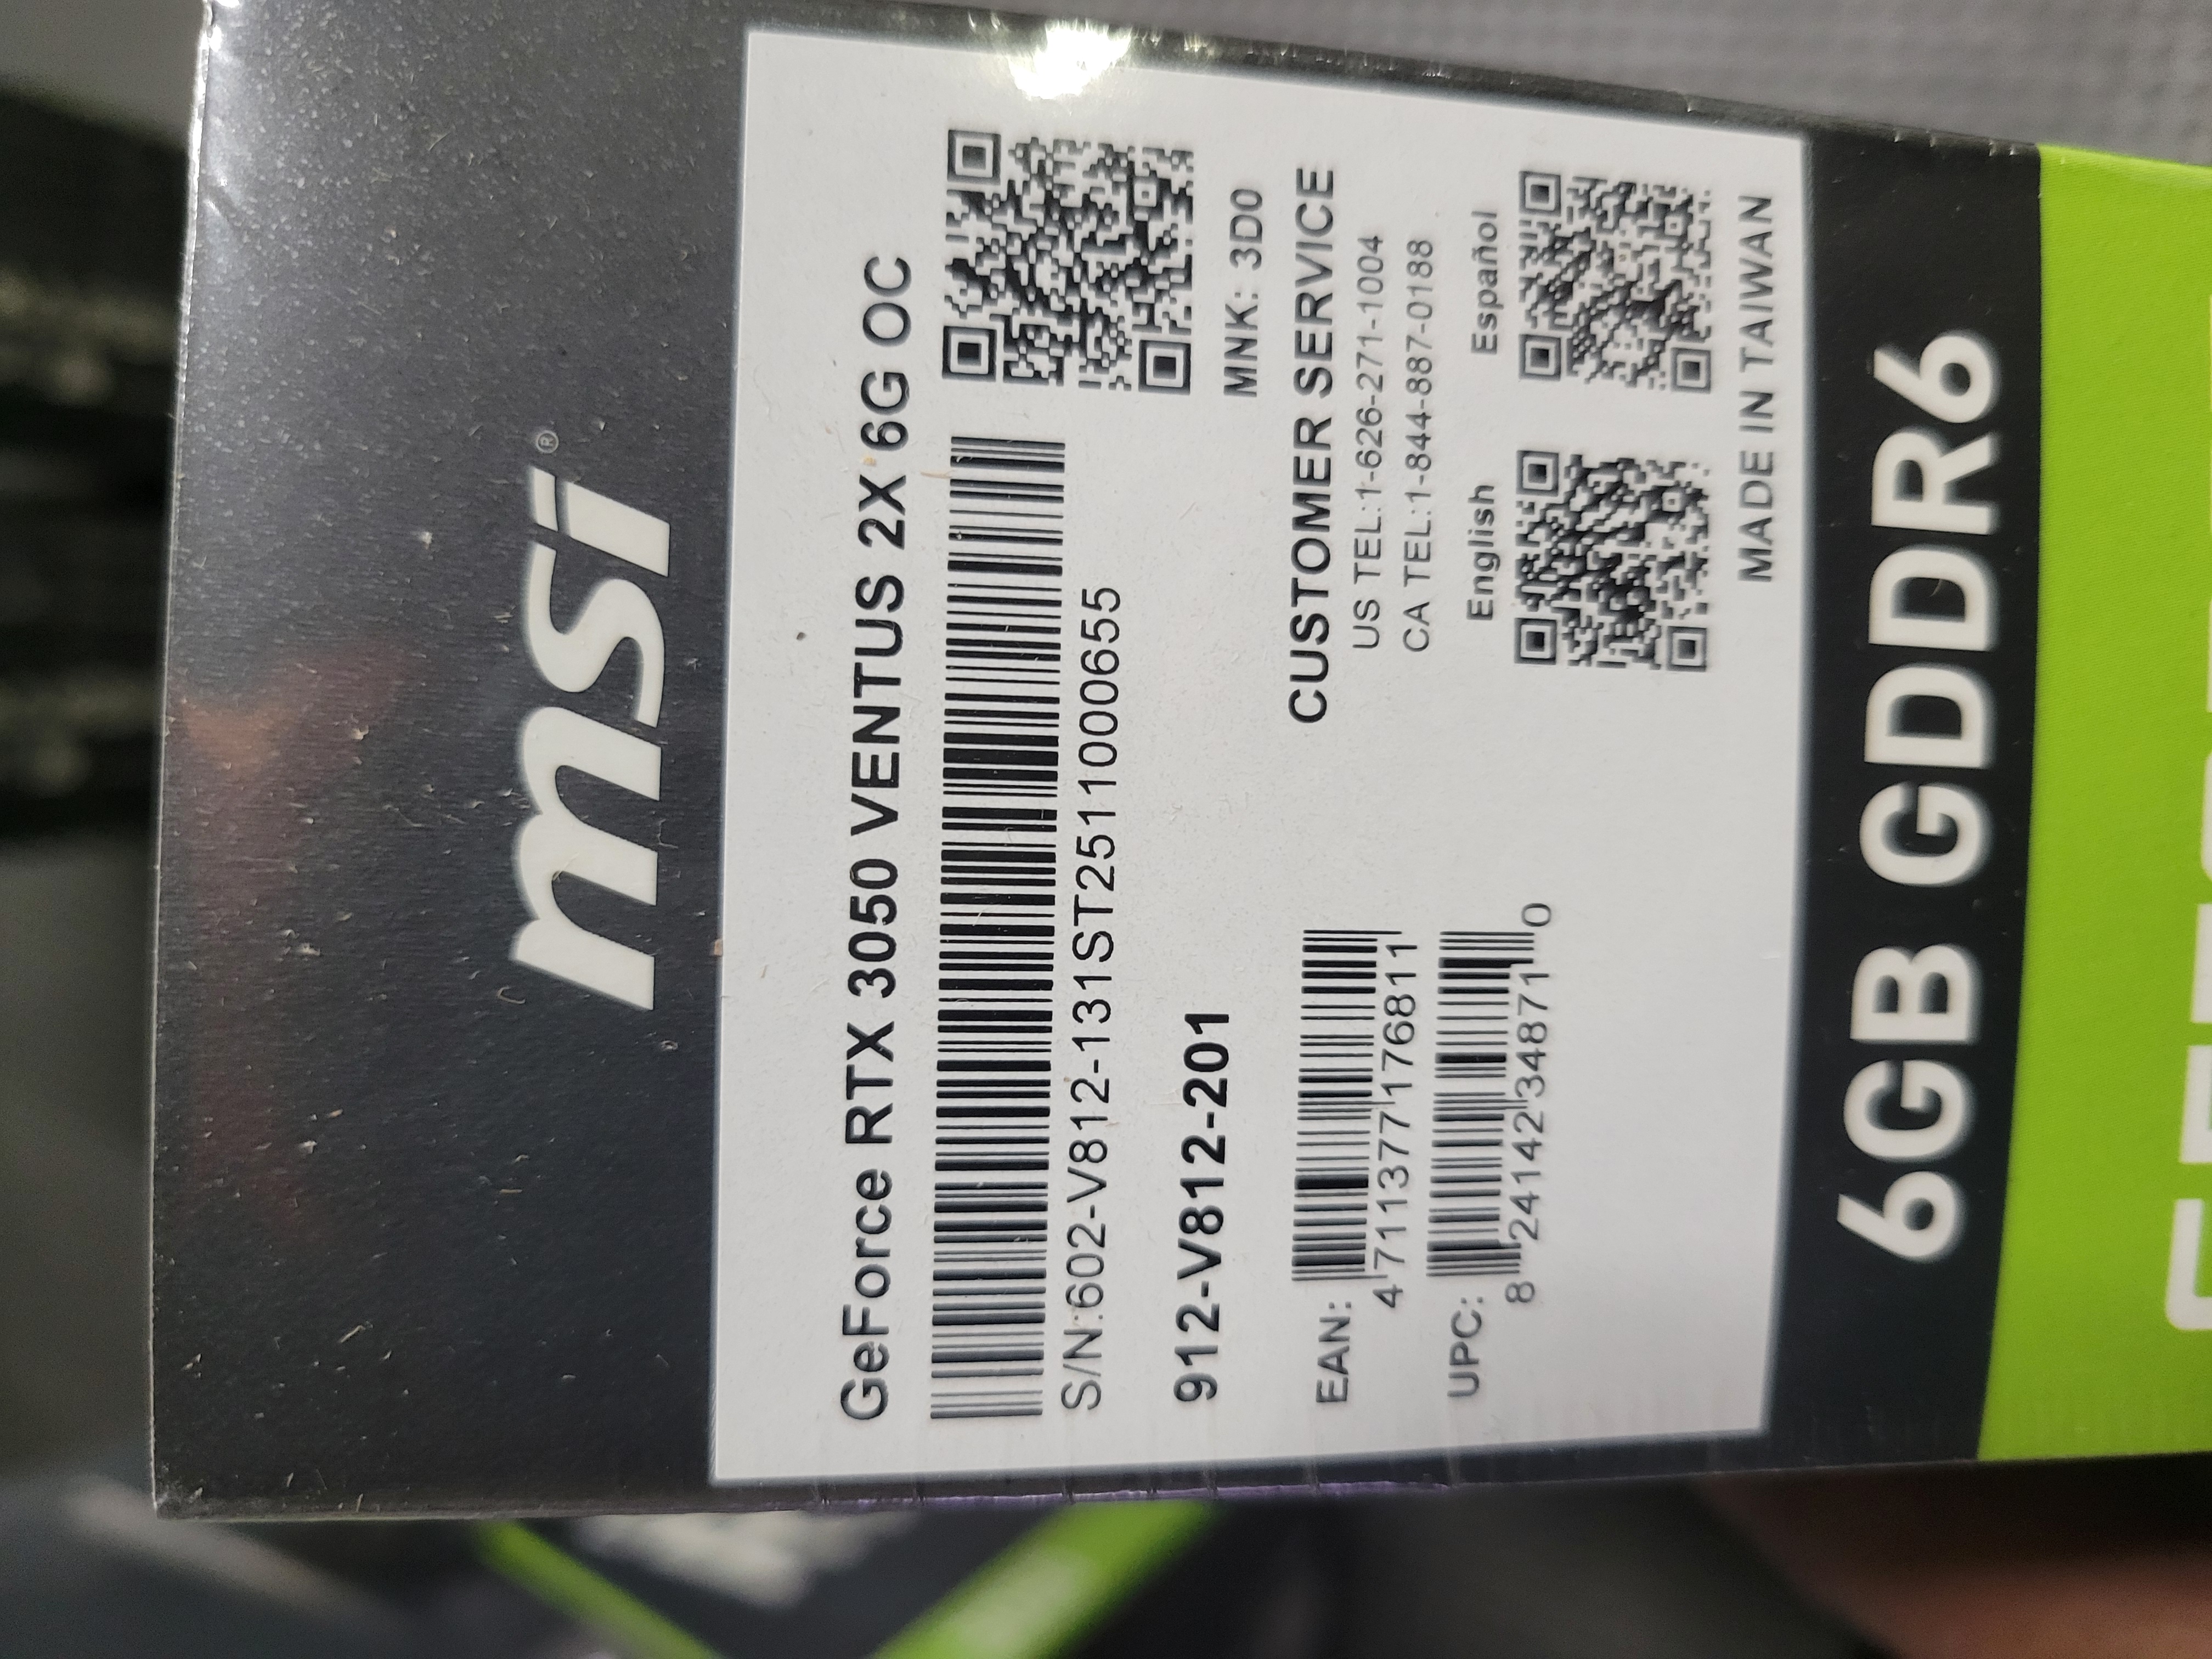 msi®
GeForce RTX 3050 VENTUS 2X 6G OC
S/N:602-V812-131ST2511000655
912-V812-201
MNK: 3D0
EAN:
4 711377 176811
UPC:
8 24142 34871 0
CUSTOMER SERVICE
US TEL:1-626-271-1004
CA TEL:1-844-887-0188
English Español
MADE IN TAIWAN
6GB GDDR6